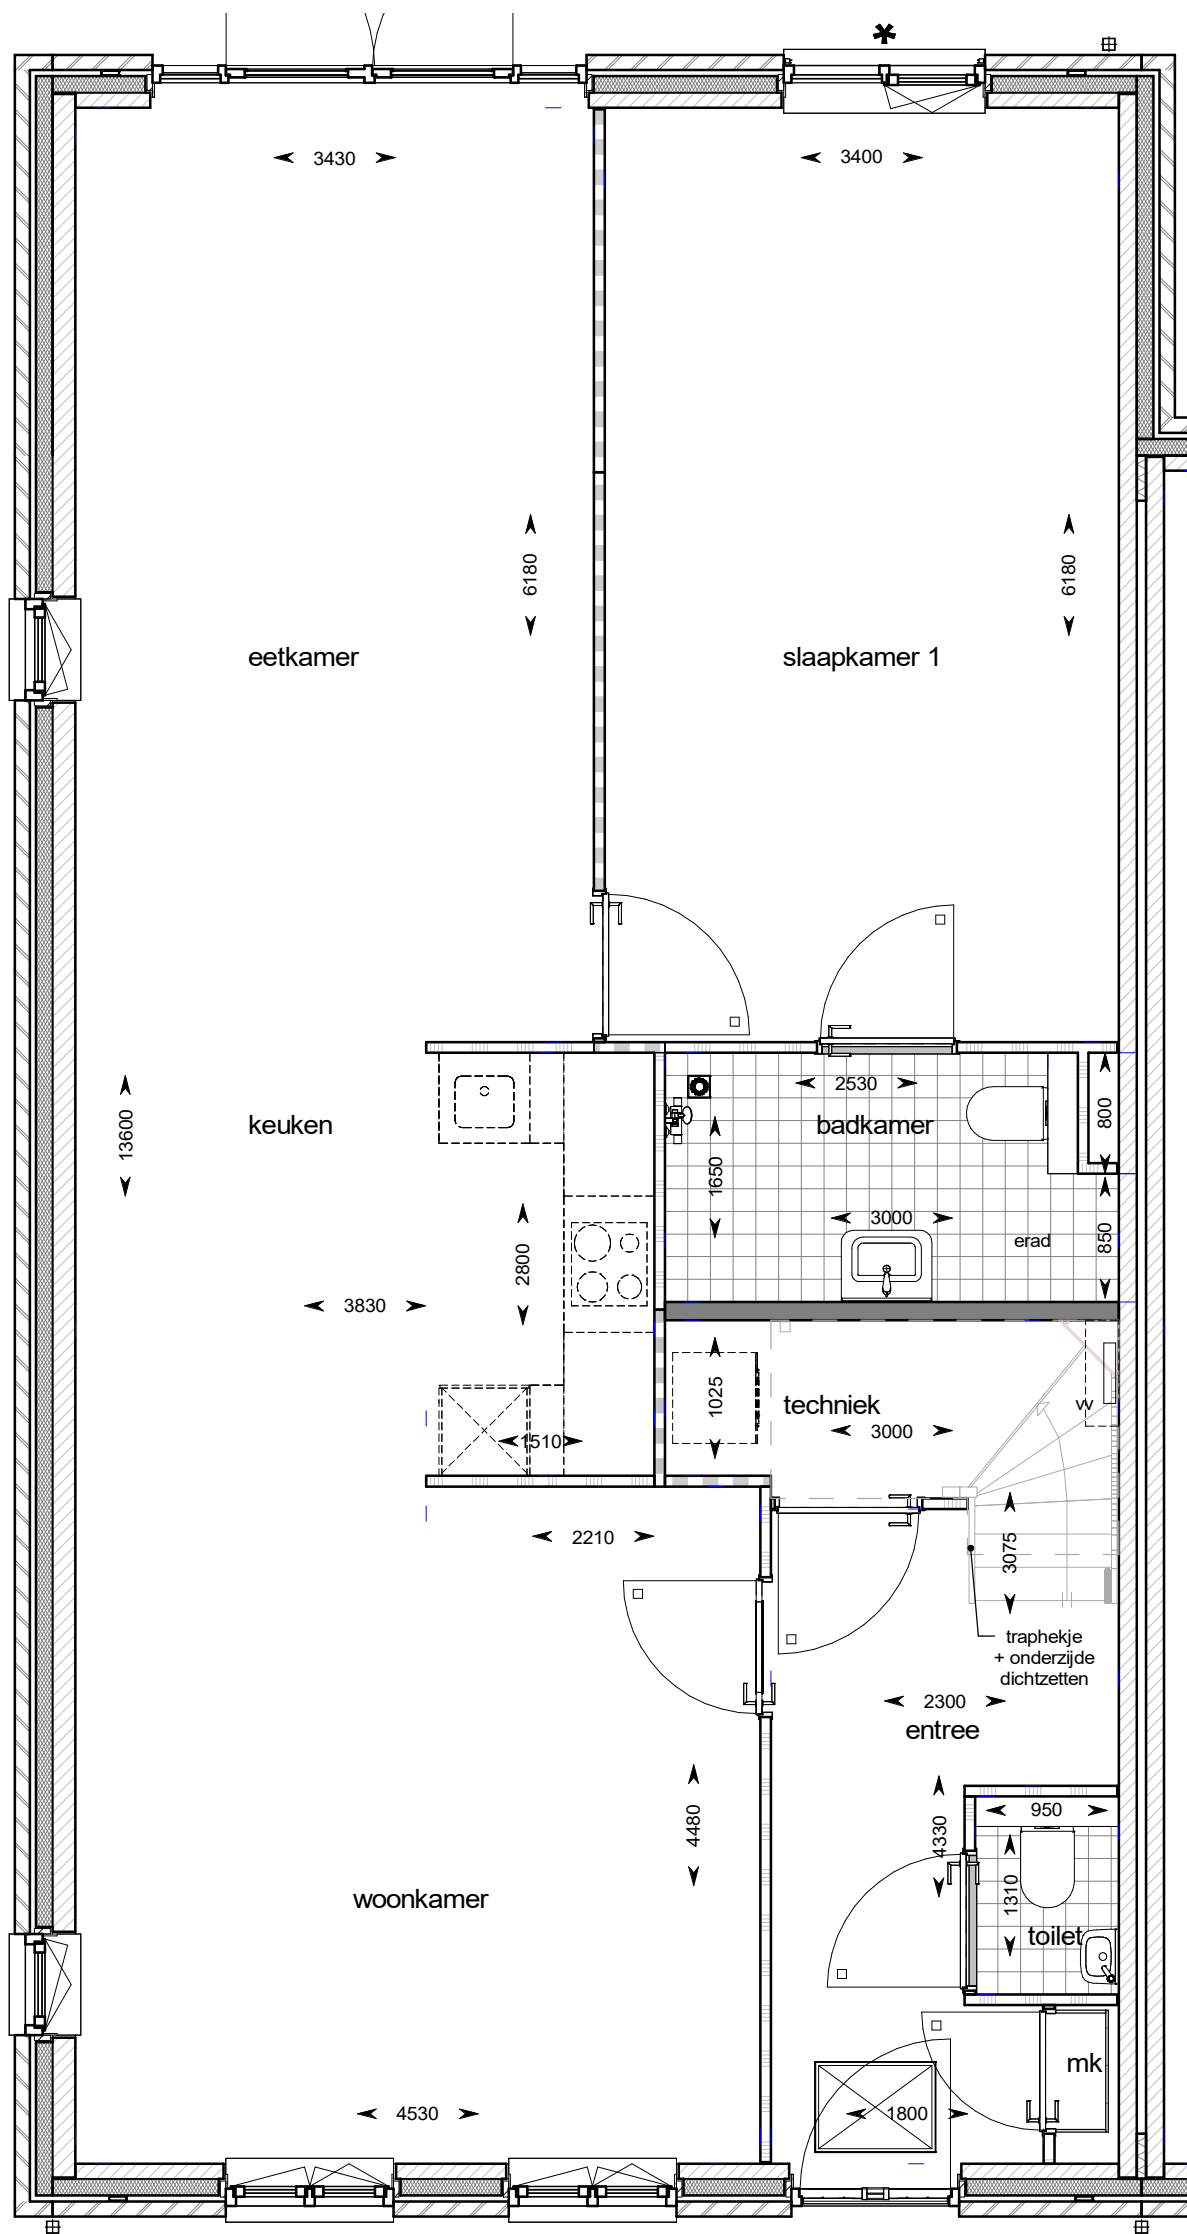 *
3430
3400
6180
6180
eetkamer
slaapkamer 1
2530
800
keuken
badkamer
13600
1650
3000
erad
850
2800
3830
1025
techniek
vv
3000
1510
2210
3075
traphekje
+ onderzijde
dichtzetten
2300
entree
4480
950
4330
1310
woonkamer
toilet
mk
4530
1800